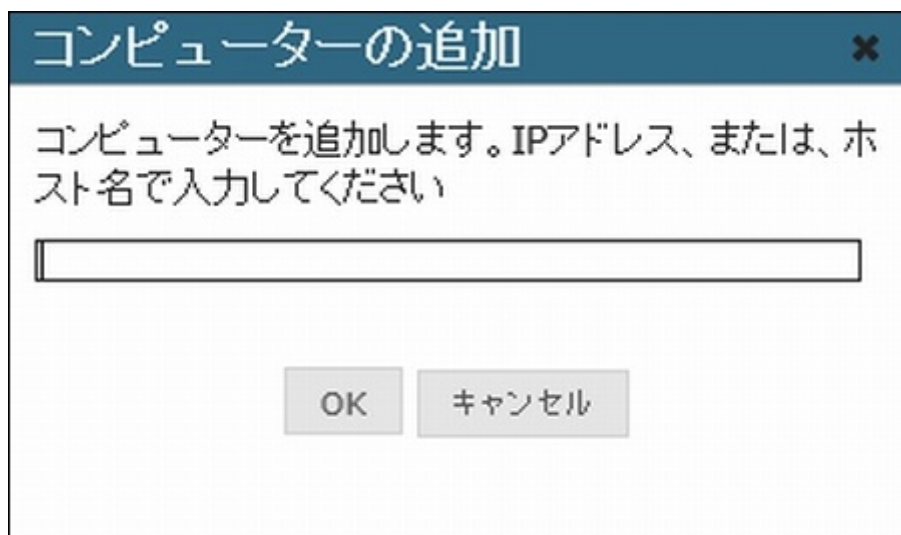 コンピューターの追加
コンピューターを追加します。IPアドレス、または、ホ
スト名で入力してください
OK キャンセル